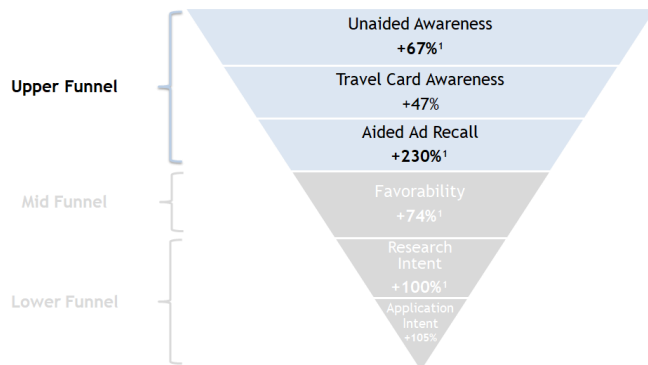 Unaided Awareness
+67%¹
Upper Funnel
Travel Card Awareness
+47%
Aided Ad Recall
+230%¹
Mid Funnel
Favorability
+74%¹
Lower Funnel
Research
Intent
+100%¹
Application
Intent
+105%